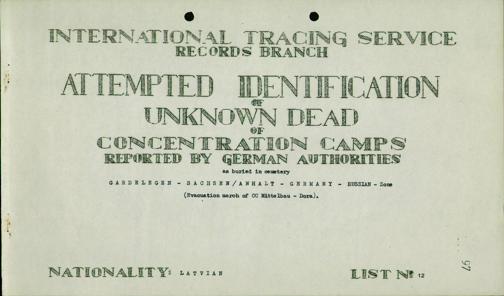 INTERNATIONAL TRACING SERVICE
RECORDS BRANCH
ATTEMPTED IDENTIFICATION
OF
UNKNOWN DEAD
OF
CONCENTRATION CAMPS
REPORTED BY GERMAN AUTHORITIES
as buried in cemetery
GARDELEGEN - SACHSEN/ANHALT - GERMANY - RUSSIAN - Zone
(Evacuation march of CC Mittelbau - Dora).
97
NATIONALITY: LATVIAN LIST Nº 12